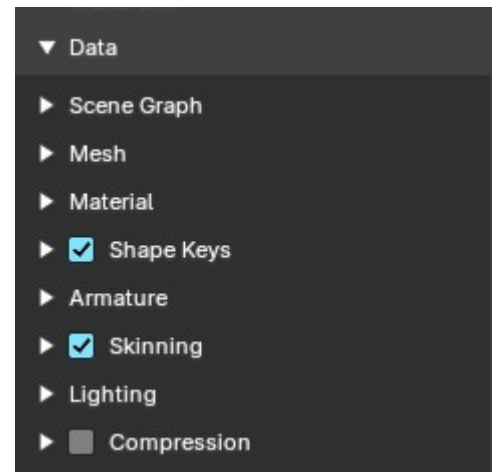 Data
Scene Graph
Mesh
Material
Shape Keys
Armature
Skinning
Lighting
Compression